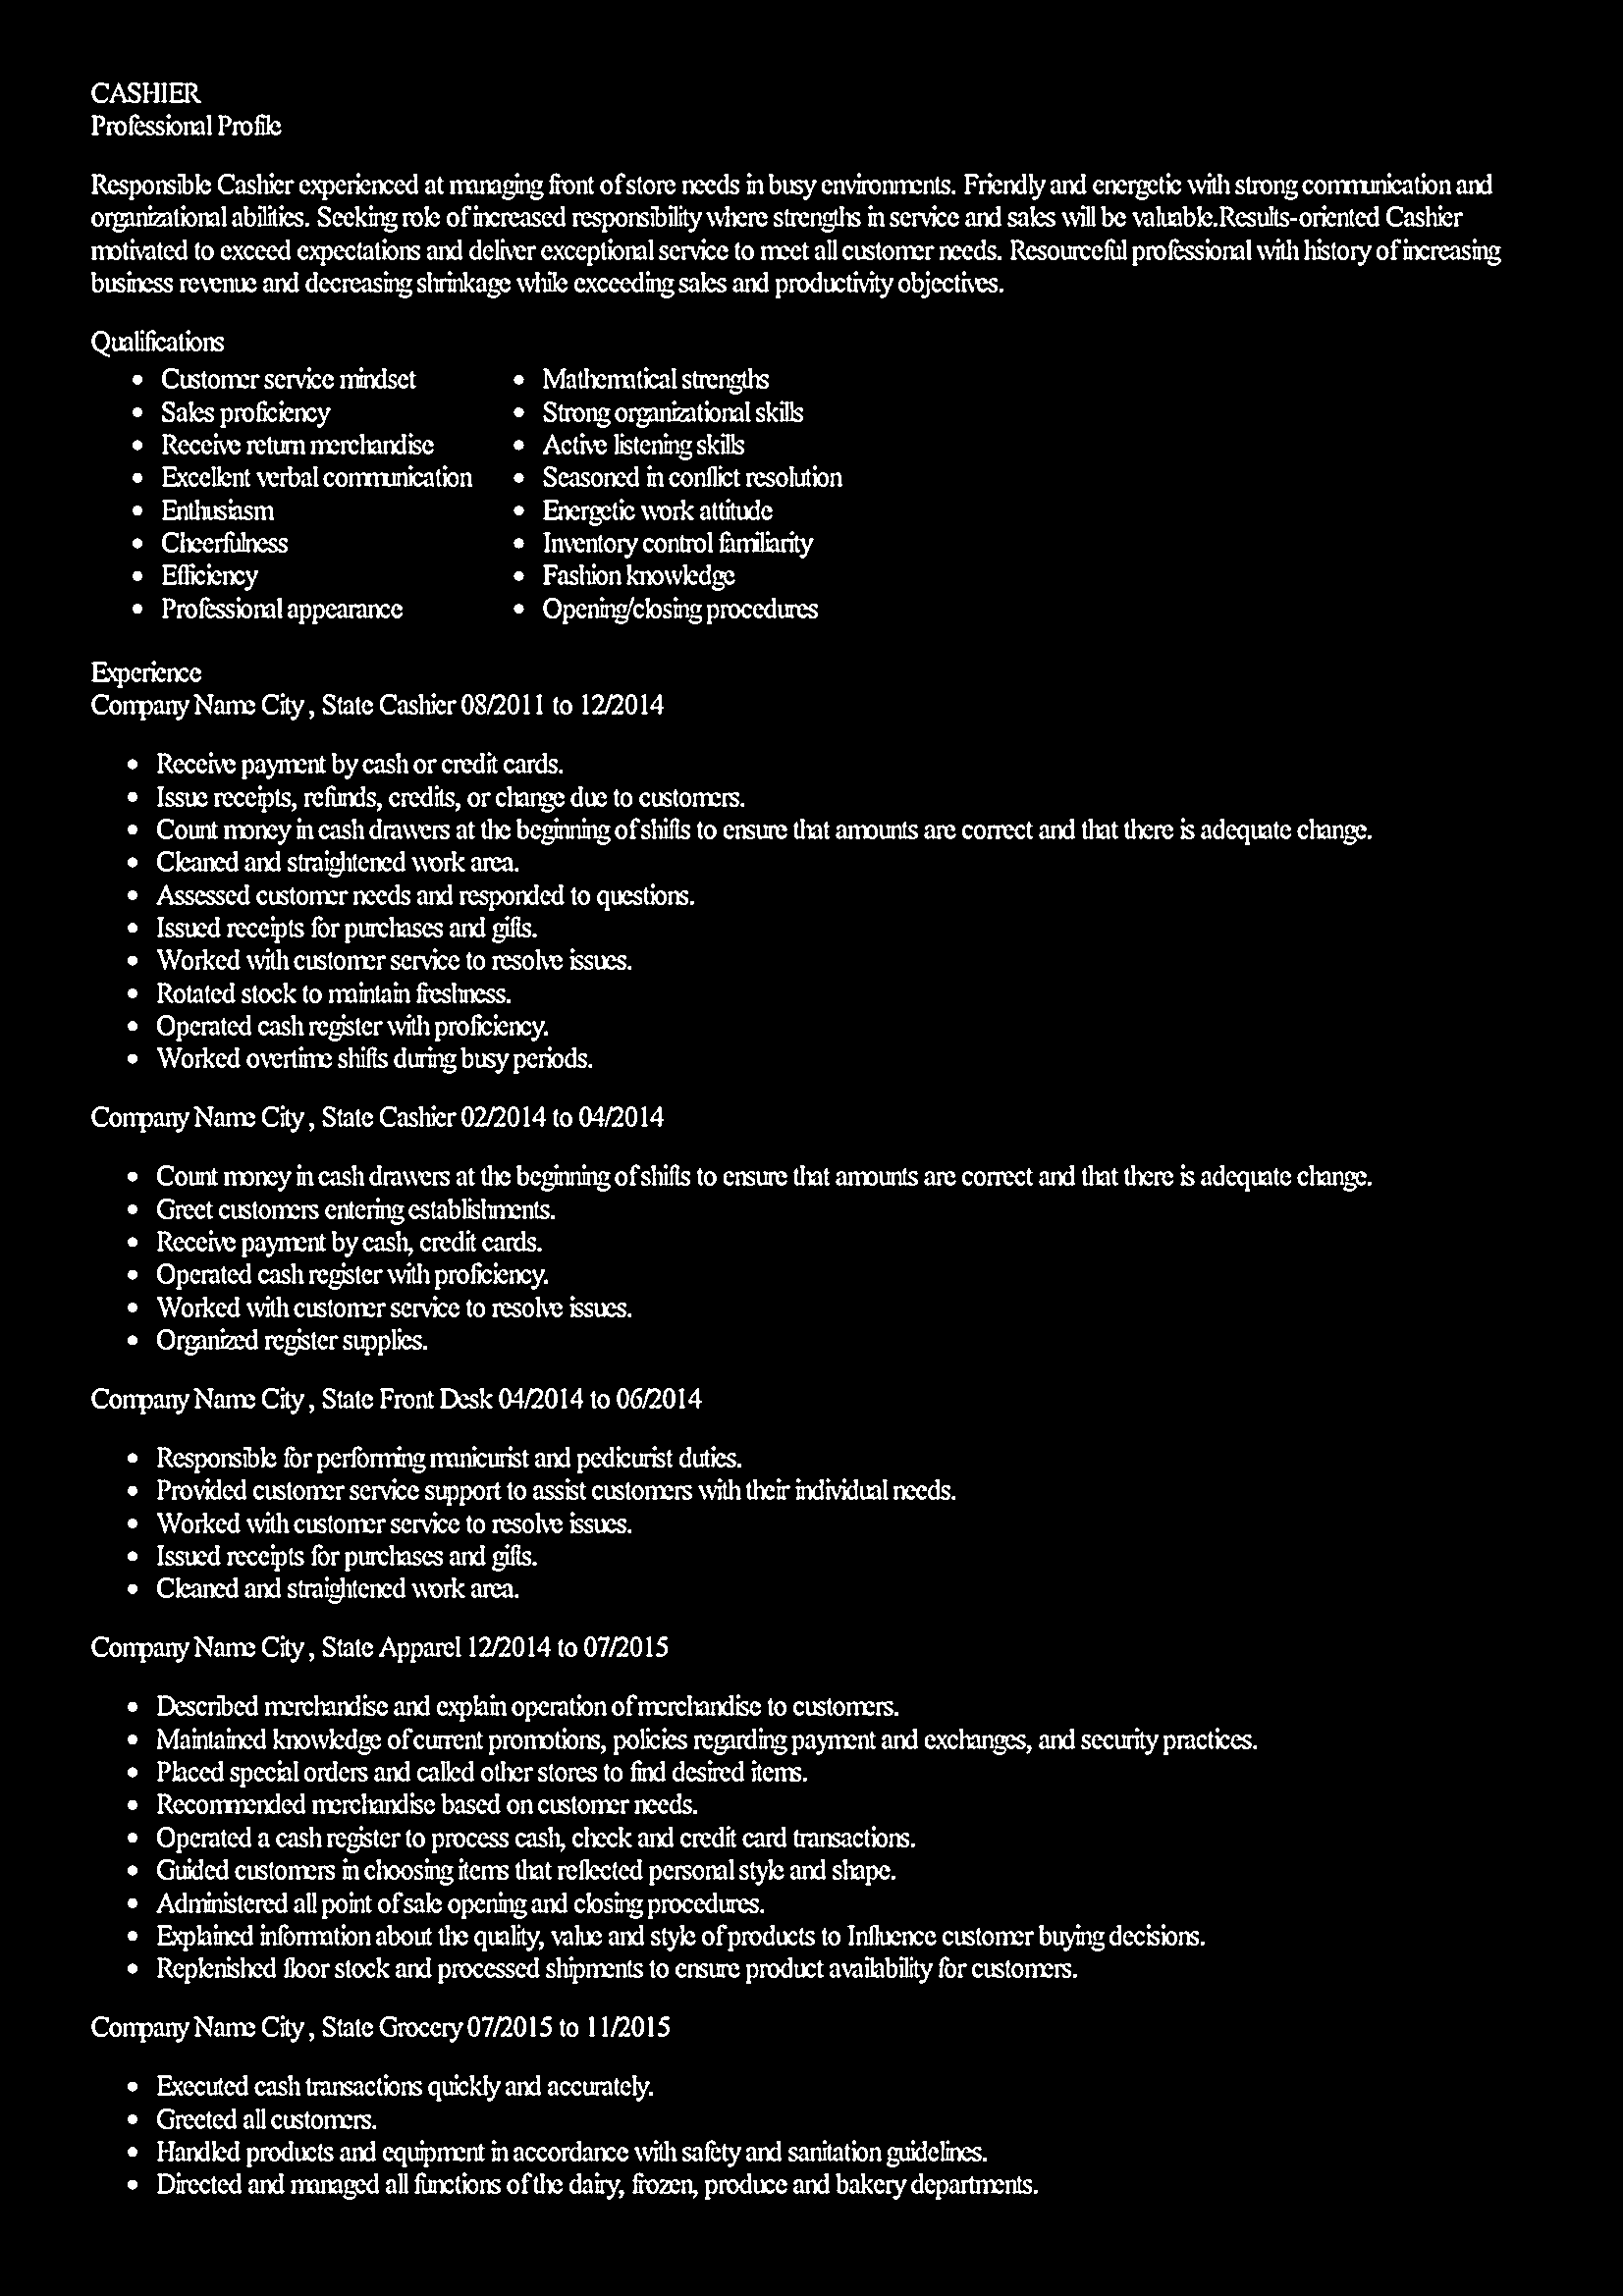 CASHIER
Professional Profile
Responsible Cashier experienced at managing front of store needs in busy environments. Friendly and energetic with strong communication and
organizational abilities. Seeking role of increased responsibility where strengths in service and sales will be valuable.Results-oriented Cashier
motivated to exceed expectations and deliver exceptional service to meet all customer needs. Resourceful professional with history of increasing
business revenue and decreasing shrinkage while exceeding sales and productivity objectives.
Qualifications
• Customer service mindset
• Sales proficiency
• Receive return merchandise
• Excellent verbal communication
• Enthusiasm
• Cheerfulness
• Efficiency
• Professional appearance
• Mathematical strengths
• Strong organizational skills
• Active listening skills
• Seasoned in conflict resolution
• Energetic work attitude
• Inventory control familiarity
• Fashion knowledge
• Opening/closing procedures
Experience
Company Name City , State Cashier 08/2011 to 12/2014
• Receive payment by cash or credit cards.
• Issue receipts, refunds, credits, or change due to customers.
• Count money in cash drawers at the beginning of shifts to ensure that amounts are correct and that there is adequate change.
• Cleaned and straightened work area.
• Assessed customer needs and responded to questions.
• Issued receipts for purchases and gifts.
• Worked with customer service to resolve issues.
• Rotated stock to maintain freshness.
• Operated cash register with proficiency.
• Worked overtime shifts during busy periods.
Company Name City , State Cashier 02/2014 to 04/2014
• Count money in cash drawers at the beginning of shifts to ensure that amounts are correct and that there is adequate change.
• Greet customers entering establishments.
• Receive payment by cash, credit cards.
• Operated cash register with proficiency.
• Worked with customer service to resolve issues.
• Organized register supplies.
Company Name City , State Front Desk 04/2014 to 06/2014
• Responsible for performing manicurist and pedicurist duties.
• Provided customer service support to assist customers with their individual needs.
• Worked with customer service to resolve issues.
• Issued receipts for purchases and gifts.
• Cleaned and straightened work area.
Company Name City , State Apparel 12/2014 to 07/2015
• Described merchandise and explain operation of merchandise to customers.
• Maintained knowledge of current promotions, policies regarding payment and exchanges, and security practices.
• Placed special orders and called other stores to find desired items.
• Recommended merchandise based on customer needs.
• Operated a cash register to process cash, check and credit card transactions.
• Guided customers in choosing items that reflected personal style and shape.
• Administered all point of sale opening and closing procedures.
• Explained information about the quality, value and style of products to Influence customer buying decisions.
• Replenished floor stock and processed shipments to ensure product availability for customers.
Company Name City , State Grocery 07/2015 to 11/2015
• Executed cash transactions quickly and accurately.
• Greeted all customers.
• Handled products and equipment in accordance with safety and sanitation guidelines.
• Directed and managed all functions of the dairy, frozen, produce and bakery departments.